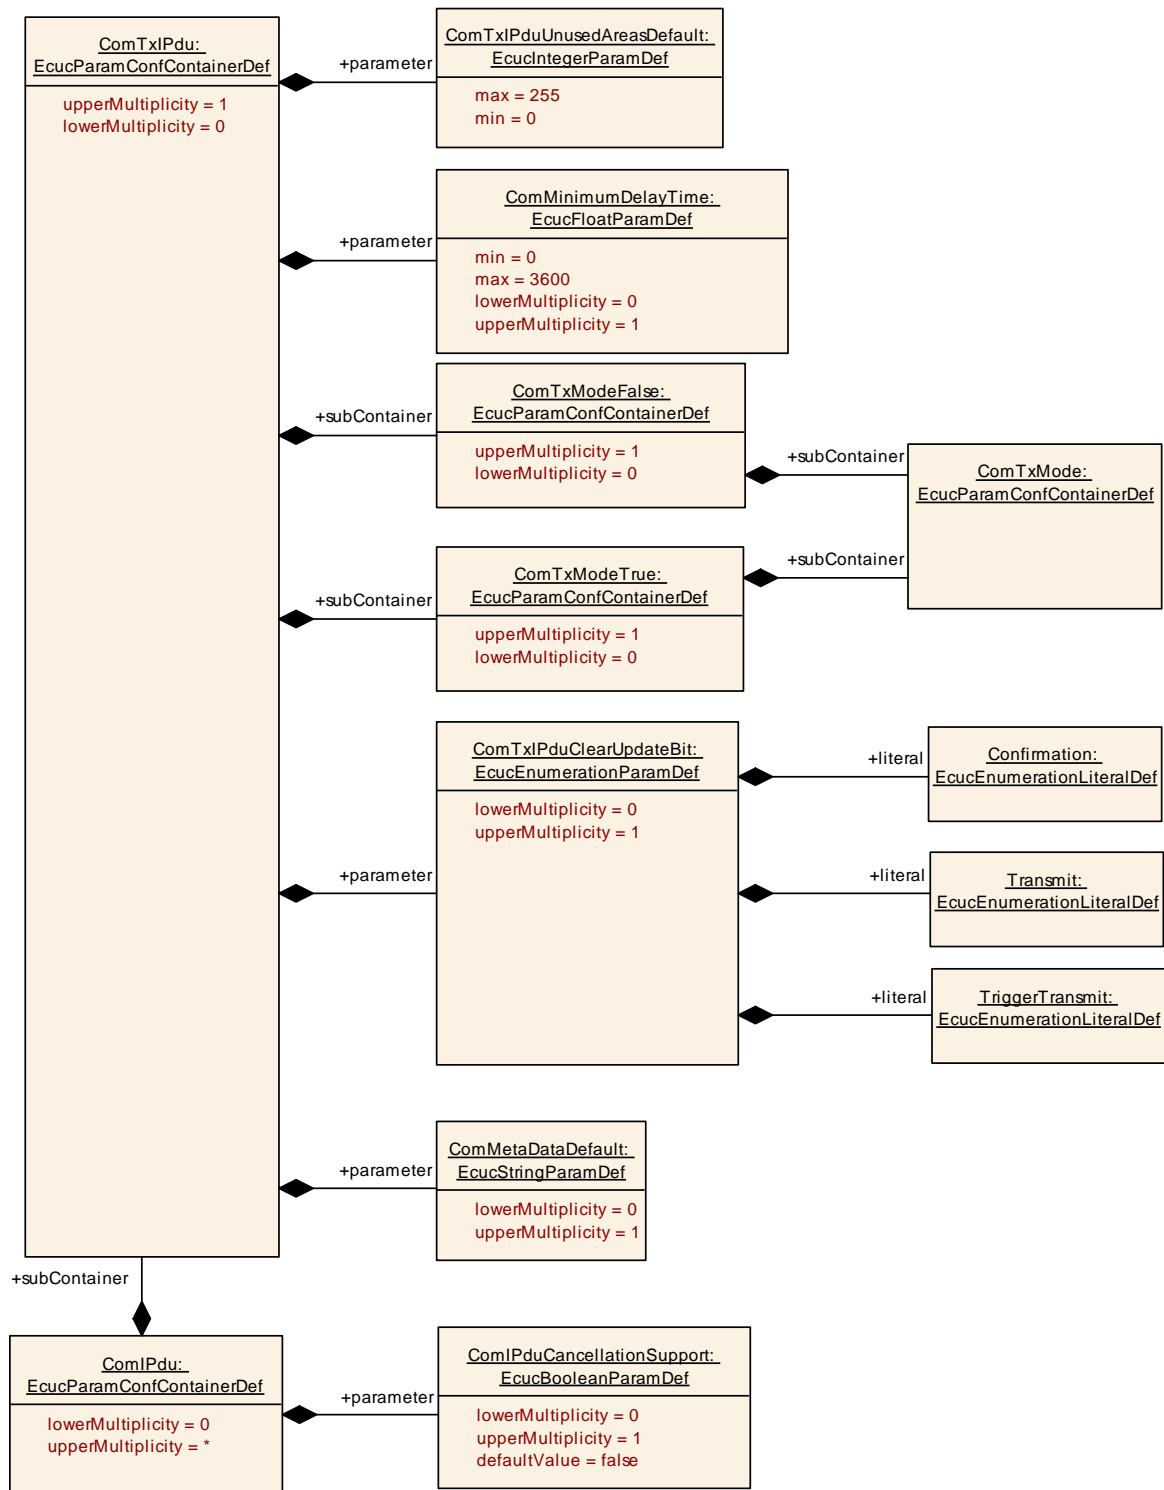 ComTxIPdu:
EcucParamConfContainerDef
upperMultiplicity = 1
lowerMultiplicity = 0
+parameter
ComTxIPduUnusedAreasDefault:
EcucIntegerParamDef
max = 255
min = 0
+parameter
ComMinimumDelayTime:
EcucFloatParamDef
min = 0
max = 3600
lowerMultiplicity = 0
upperMultiplicity = 1
+subContainer
ComTxModeFalse:
EcucParamConfContainerDef
upperMultiplicity = 1
lowerMultiplicity = 0
+subContainer
ComTxMode:
EcucParamConfContainerDef
+subContainer
ComTxModeTrue:
EcucParamConfContainerDef
upperMultiplicity = 1
lowerMultiplicity = 0
+subContainer
+parameter
ComTxIPduClearUpdateBit:
EcucEnumerationParamDef
lowerMultiplicity = 0
upperMultiplicity = 1
+literal
Confirmation:
EcucEnumerationLiteralDef
+literal
Transmit:
EcucEnumerationLiteralDef
+literal
TriggerTransmit:
EcucEnumerationLiteralDef
+parameter
ComMetaDataDefault:
EcucStringParamDef
lowerMultiplicity = 0
upperMultiplicity = 1
+subContainer
ComIPdu:
EcucParamConfContainerDef
lowerMultiplicity = 0
upperMultiplicity = *
+parameter
ComIPduCancellationSupport:
EcucBooleanParamDef
lowerMultiplicity = 0
upperMultiplicity = 1
defaultValue = false